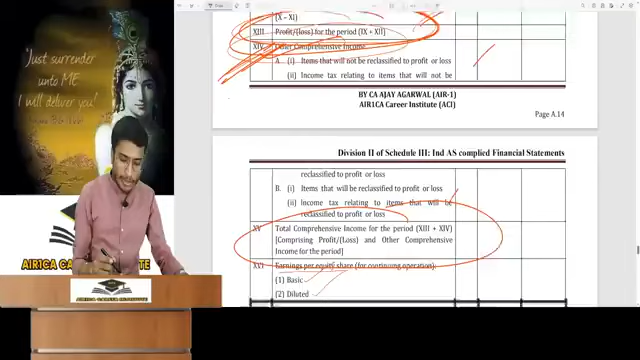 "Just surrender
unto ME
I will deliver you"
AIR1CA CAREER INSTITUTE
(X – XI)
XIII Profit/(loss) for the period (IX + XII)
XIV Other Comprehensive Income
A (i) Items that will not be reclassified to profit or loss
(ii) Income tax relating to items that will not be
BY CA AJAY AGARWAL (AIR-1)
AIR1CA Career Institute (ACI)
Page A.14
Division II of Schedule III: Ind AS complied Financial Statements
reclassified to profit or loss
B. (i) Items that will be reclassified to profit or loss
(ii) Income tax relating to items that will be
reclassified to profit or loss
XV Total Comprehensive Income for the period (XIII + XIV)
[Comprising Profit/(Loss) and Other Comprehensive
Income for the period]
XVI Earnings per equity share (for continuing operation):
(1) Basic
(2) Diluted